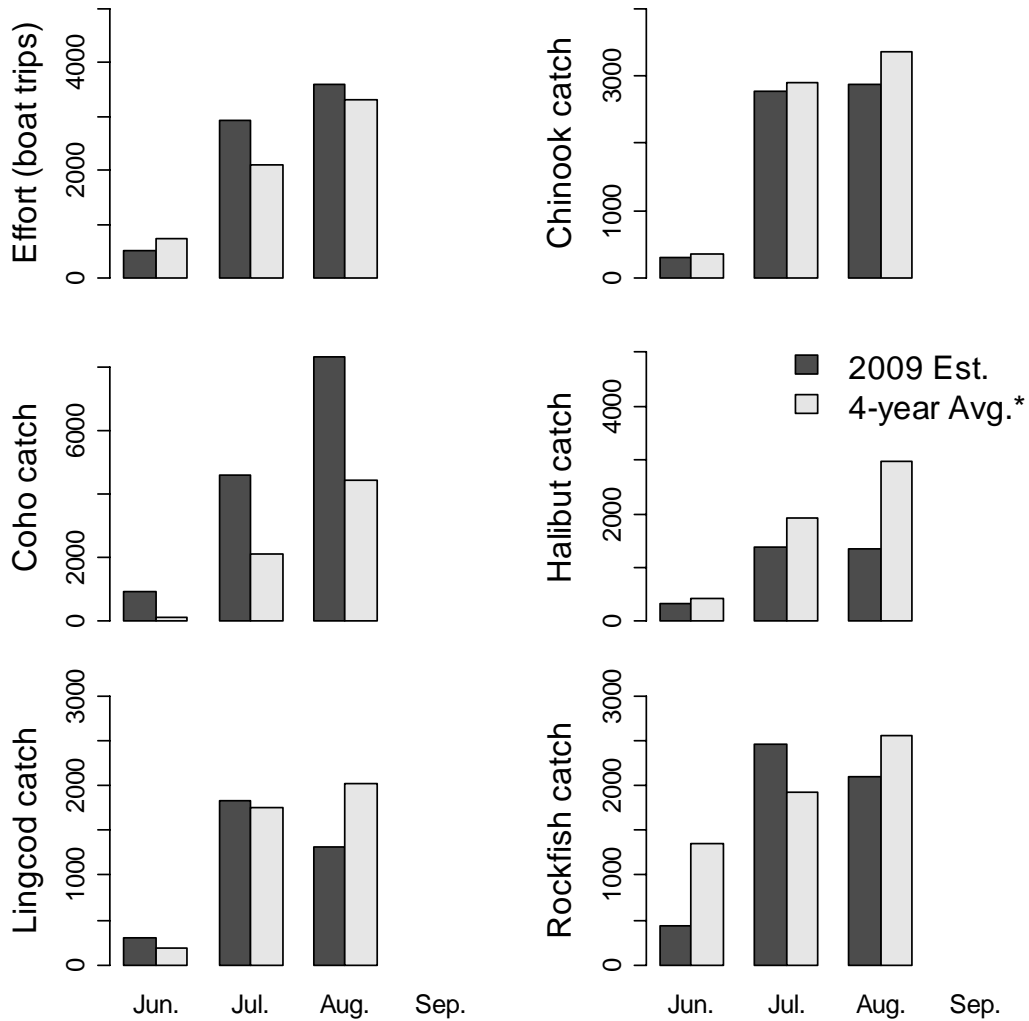 Effort (boat trips)
0 2000 4000
Chinook catch
0 1000 3000
Coho catch
0 2000 6000
Halibut catch
0 2000 4000
2009 Est.
4-year Avg.*
Lingcod catch
0 1000 2000 3000
Rockfish catch
0 1000 2000 3000
Jun. Jul. Aug. Sep.
Jun. Jul. Aug. Sep.